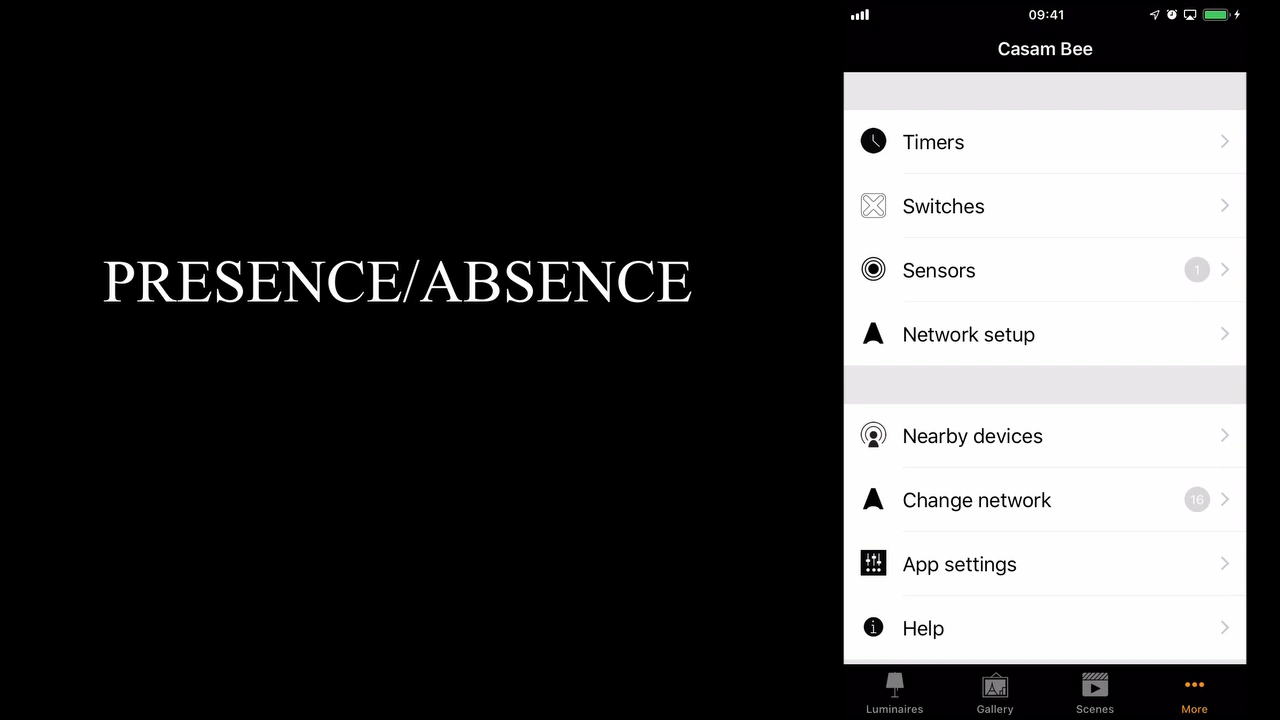 PRESENCE/ABSENCE
09:41
Casam Bee
Timers
Switches
Sensors 1
Network setup
Nearby devices
Change network 16
App settings
Help
Luminaires Gallery Scenes More